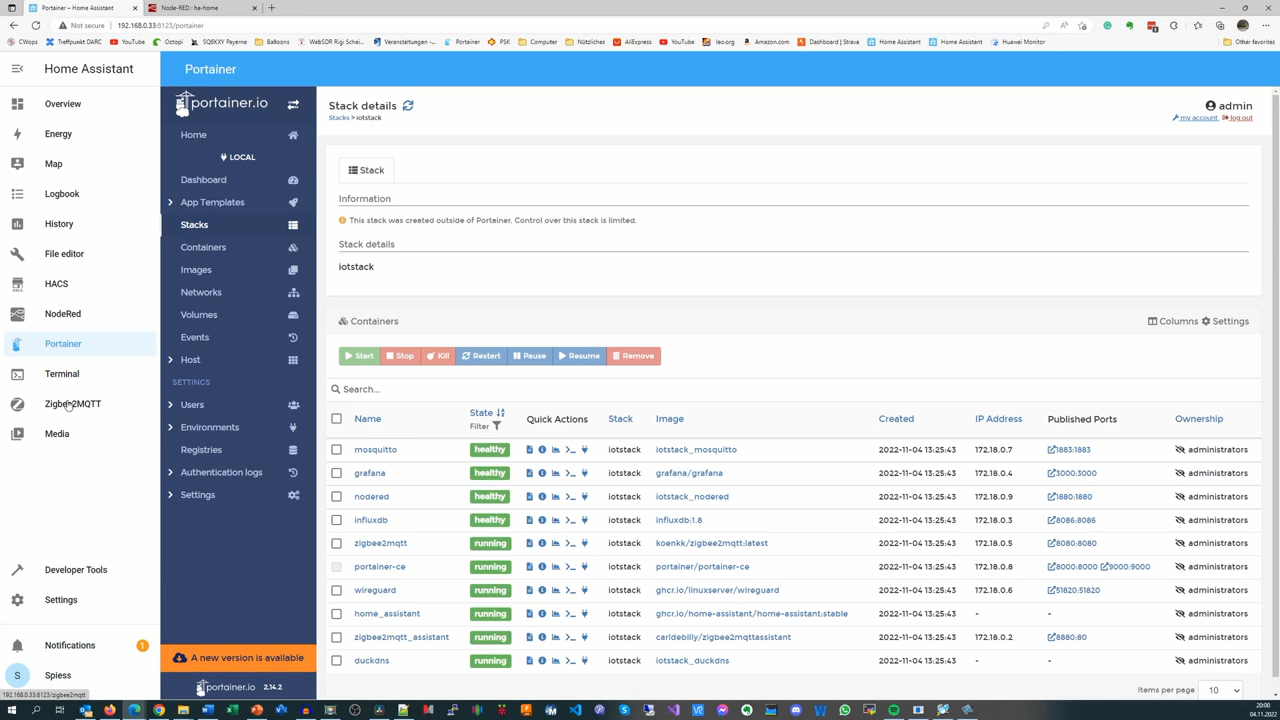 Portainer – Home Assistant
Node-RED : ha-home
Not secure 192.168.0.33:8123/portainer
CWops Treffpunkt DARC YouTube Octopi SQ6KXY Payerne Balloons WebSDR Rigi Schei... Veranstaltungen -... Portainer PSK Computer Nützliches AliExpress YouTube leo.org Amazon.com Dashboard | Strava Home Assistant Home Assistant Huawei Monitor Other favorites
Home Assistant
Overview
Energy
Map
Logbook
History
File editor
HACS
NodeRed
Portainer
Terminal
Zigbee2MQTT
Media
Developer Tools
Settings
Notifications 1
S Spiess
192.168.0.33:8123/zigbee2mqtt
Portainer
portainer.io
Home
LOCAL
Dashboard
App Templates
Stacks
Containers
Images
Networks
Volumes
Events
Host
SETTINGS
Users
Environments
Registries
Authentication logs
Settings
A new version is available
portainer.io 2.14.2
Stack details
Stacks > iotstack
admin
my account log out
Stack
Information
This stack was created outside of Portainer. Control over this stack is limited.
Stack details
iotstack
Containers
Columns Settings
Start Stop Kill Restart Pause Resume Remove
Search...
Name State Filter Quick Actions Stack Image Created IP Address Published Ports Ownership
mosquitto healthy iotstack iotstack_mosquitto 2022-11-04 13:25:43 172.18.0.7 1883:1883 administrators
grafana healthy iotstack grafana/grafana 2022-11-04 13:25:43 172.18.0.4 3000:3000 administrators
nodered healthy iotstack iotstack_nodered 2022-11-04 13:25:43 172.18.0.9 1880:1880 administrators
influxdb healthy iotstack influxdb:1.8 2022-11-04 13:25:43 172.18.0.3 8086:8086 administrators
zigbee2mqtt running iotstack koenkk/zigbee2mqtt:latest 2022-11-04 13:25:43 172.18.0.5 8080:8080 administrators
portainer-ce running iotstack portainer/portainer-ce 2022-11-04 13:25:43 172.18.0.8 8000:8000 9000:9000 administrators
wireguard running iotstack ghcr.io/linuxserver/wireguard 2022-11-04 13:25:43 172.18.0.6 51820:51820 administrators
home_assistant running iotstack ghcr.io/home-assistant/home-assistant:stable 2022-11-04 13:25:43 - - administrators
zigbee2mqtt_assistant running iotstack carldebilly/zigbee2mqttassistant 2022-11-04 13:25:43 172.18.0.2 8880:80 administrators
duckdns running iotstack iotstack_duckdns 2022-11-04 13:25:43 - - administrators
Items per page 10
20:00
04.11.2022